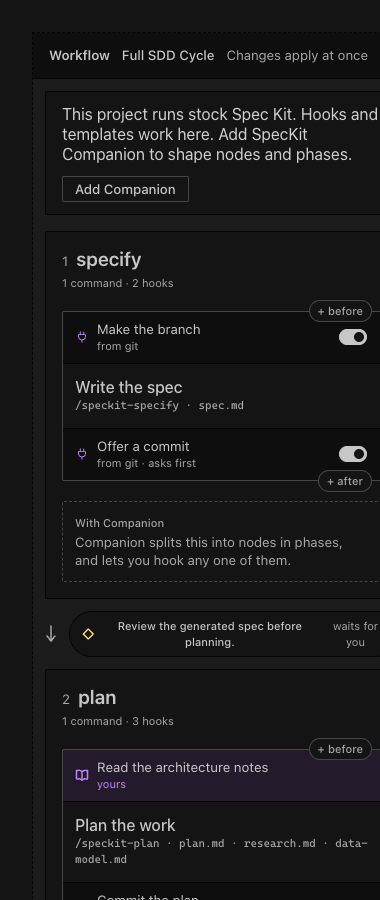 Workflow Full SDD Cycle Changes apply at once
This project runs stock Spec Kit. Hooks and
templates work here. Add SpecKit
Companion to shape nodes and phases.
Add Companion
1 specify
1 command · 2 hooks
+ before
Make the branch
from git
Write the spec
/speckit-specify · spec.md
Offer a commit
from git · asks first
+ after
With Companion
Companion splits this into nodes in phases,
and lets you hook any one of them.
Review the generated spec before
planning.
waits for
you
2 plan
1 command · 3 hooks
+ before
Read the architecture notes
yours
Plan the work
/speckit-plan · plan.md · research.md · data-
model.md
Commit the plan